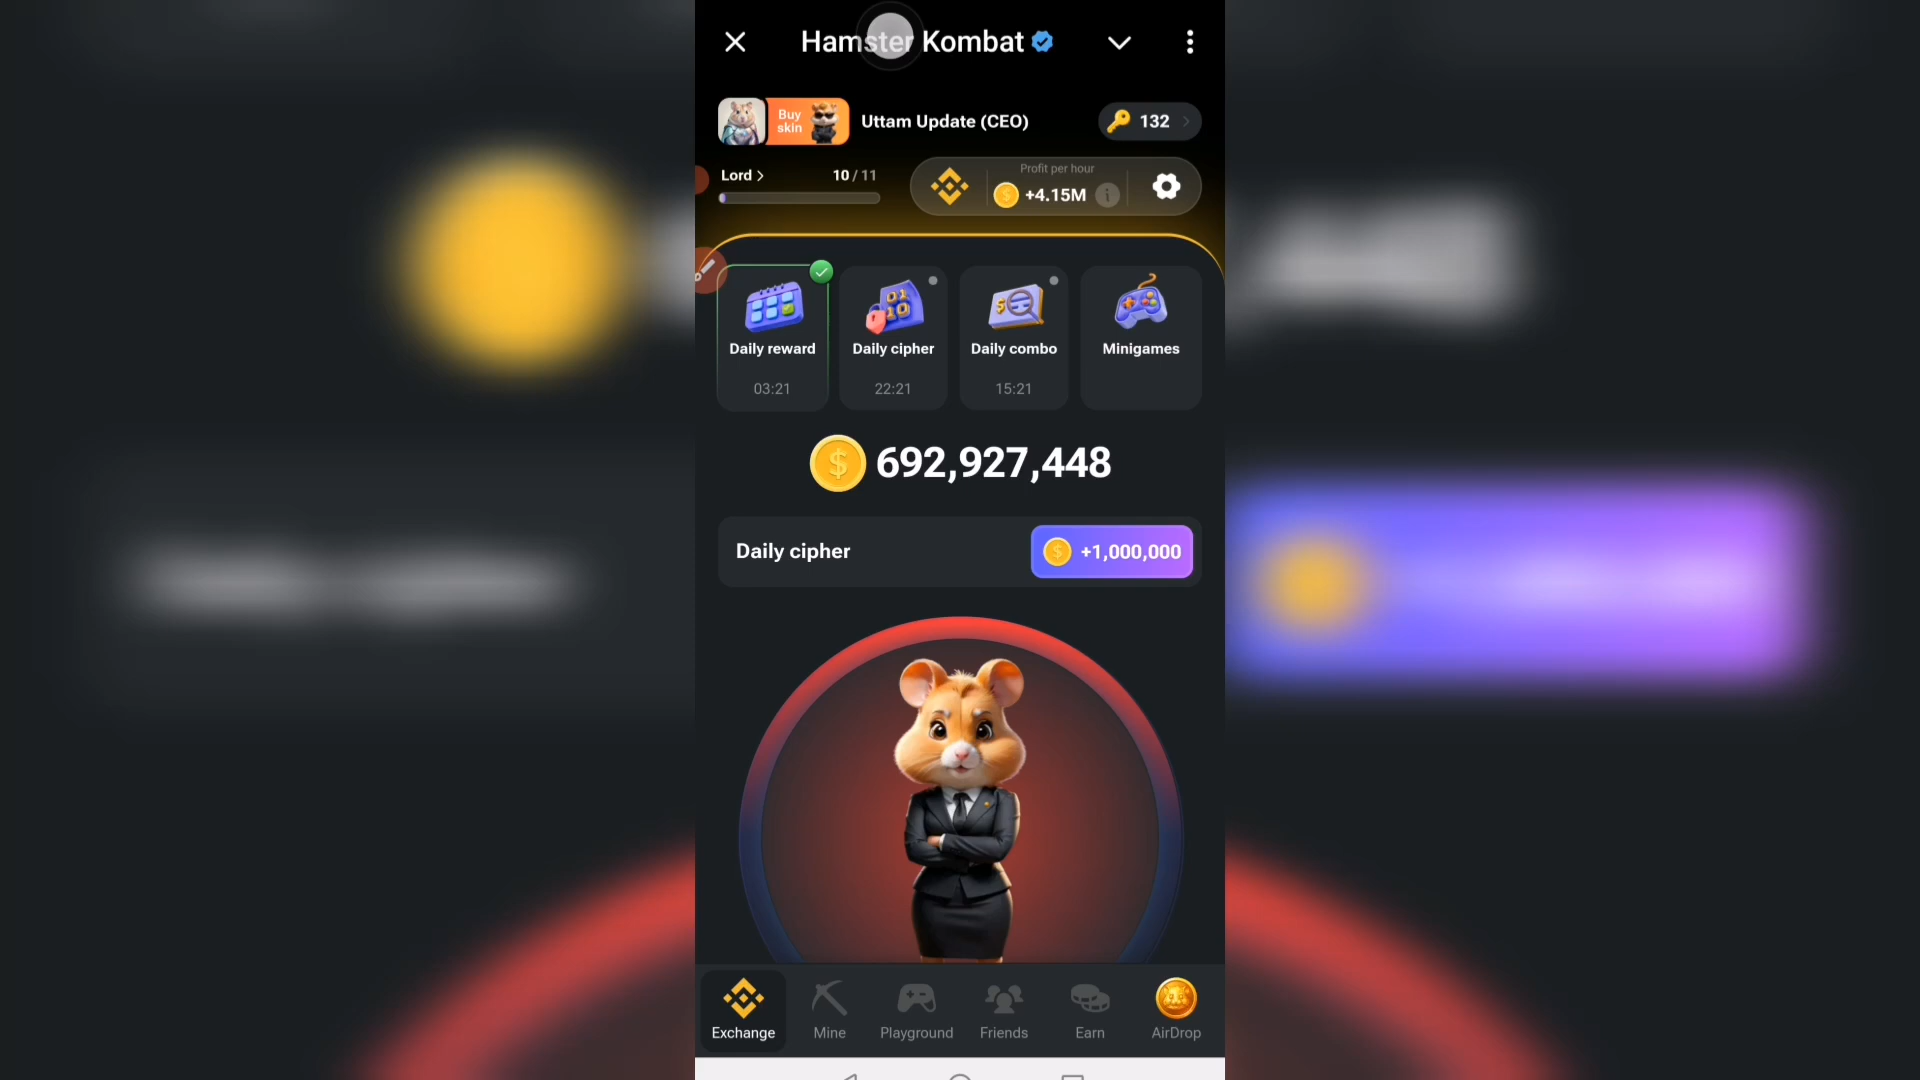 Hamster Kombat
Buy
skin
Uttam Update (CEO)
132
Lord >
10 / 11
Profit per hour
+4.15M
Daily reward
03:21
Daily cipher
22:21
Daily combo
15:21
Minigames
692,927,448
Daily cipher
+1,000,000
Exchange
Mine
Playground
Friends
Earn
AirDrop